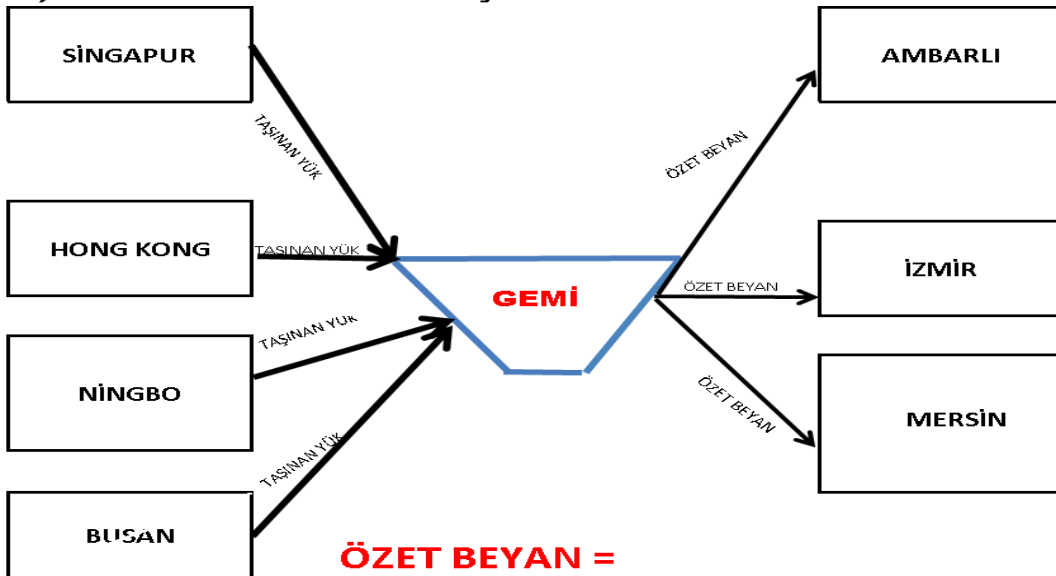 SİNGAPUR
TAŞINAN YÜK
HONG KONG
TAŞINAN YÜK
NİNGBO
TAŞINAN YÜK
BUSAN
TAŞINAN YÜK
GEMİ
ÖZET BEYAN
AMBARLI
ÖZET BEYAN
İZMİR
ÖZET BEYAN
MERSİN
ÖZET BEYAN =